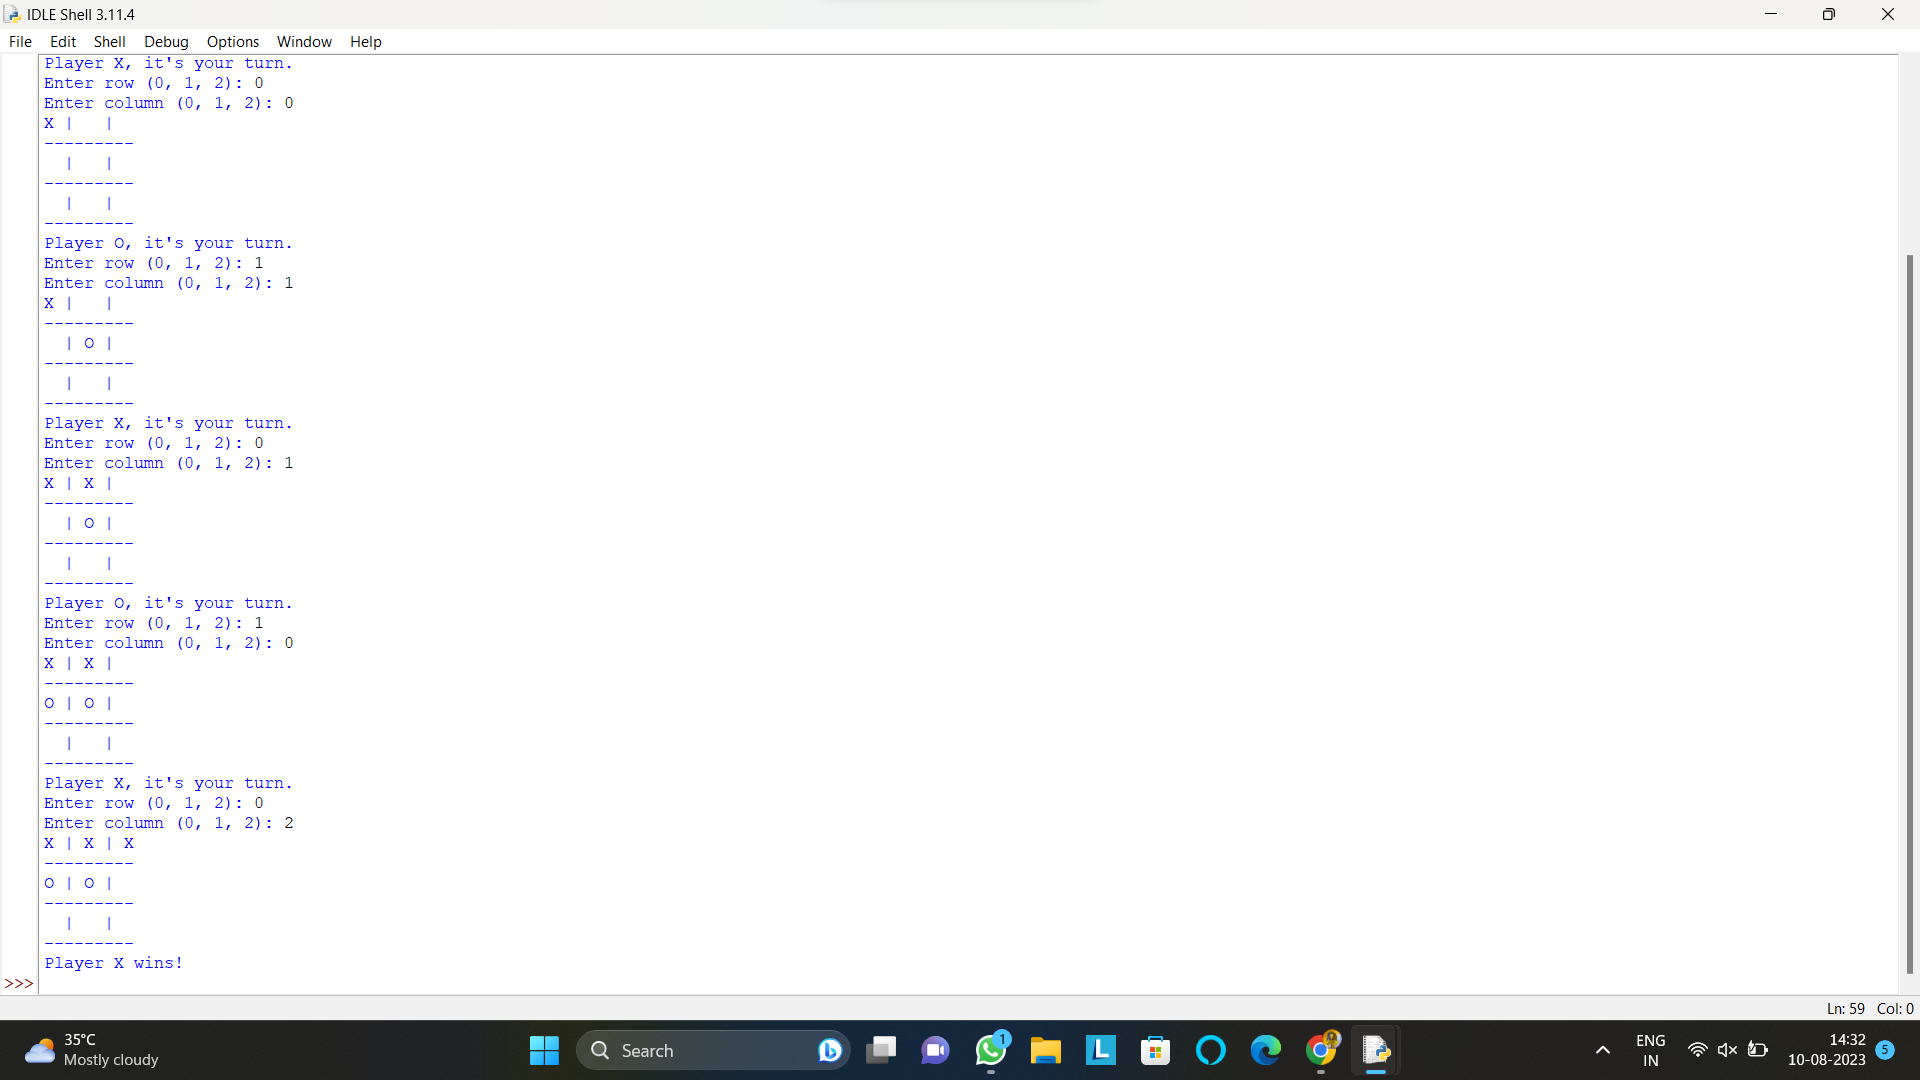 IDLE Shell 3.11.4
File Edit Shell Debug Options Window Help
Player X, it's your turn.
Enter row (0, 1, 2): 0
Enter column (0, 1, 2): 0
X |   |
---------
  |   |
---------
  |   |
---------
Player O, it's your turn.
Enter row (0, 1, 2): 1
Enter column (0, 1, 2): 1
X |   |
---------
  | O |
---------
  |   |
---------
Player X, it's your turn.
Enter row (0, 1, 2): 0
Enter column (0, 1, 2): 1
X | X |
---------
  | O |
---------
  |   |
---------
Player O, it's your turn.
Enter row (0, 1, 2): 1
Enter column (0, 1, 2): 0
X | X |
---------
O | O |
---------
  |   |
---------
Player X, it's your turn.
Enter row (0, 1, 2): 0
Enter column (0, 1, 2): 2
X | X | X
---------
O | O |
---------
  |   |
---------
Player X wins!
>>>
Ln: 59 Col: 0
35°C
Mostly cloudy
Search
1
L
ENG
IN
14:32
10-08-2023
5